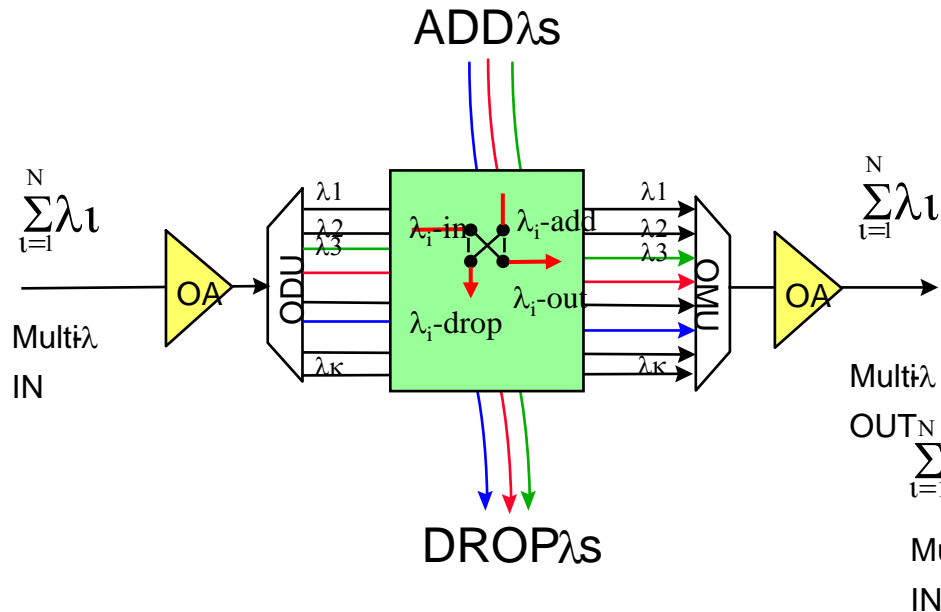 ADDλs
N
Σλι
ι=1
Multi-λ
IN
OA
ODU
λ1
λ2
λ3
λκ
λi-in
λi-add
λi-out
λi-drop
λ1
λ2
λ3
λκ
OMU
OA
N
Σλι
ι=1
Multi-λ
OUT
N
Σ
ι=
IN
DROPλs